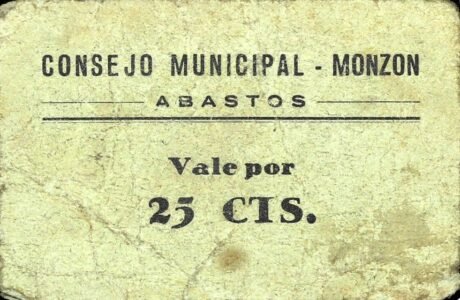 CONSEJO MUNICIPAL - MONZON
ABASTOS
Vale por
25 CTS.